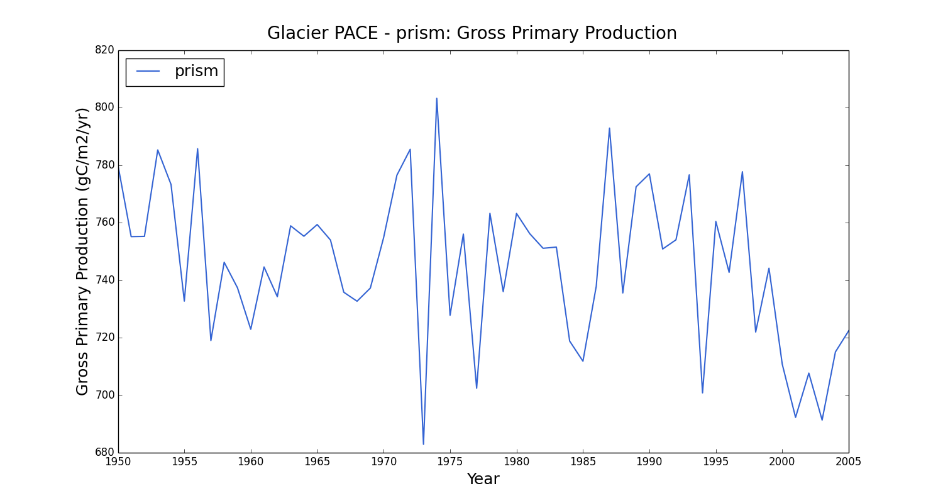 Glacier PACE - prism: Gross Primary Production
prism
Gross Primary Production (gC/m2/yr)
820
800
780
760
740
720
700
680
1950 1955 1960 1965 1970 1975 1980 1985 1990 1995 2000 2005
Year